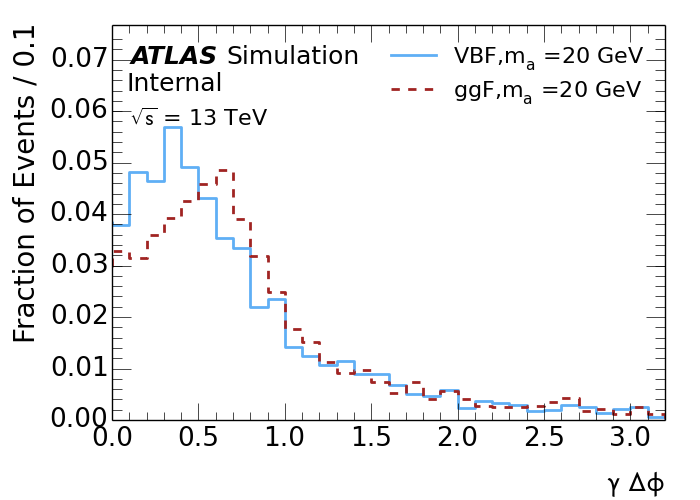 ATLAS Simulation
Internal
√s = 13 TeV
VBF,mₐ =20 GeV
ggF,mₐ =20 GeV
Fraction of Events / 0.1
0.07
0.06
0.05
0.04
0.03
0.02
0.01
0.00
0.0 0.5 1.0 1.5 2.0 2.5 3.0
γ Δϕ